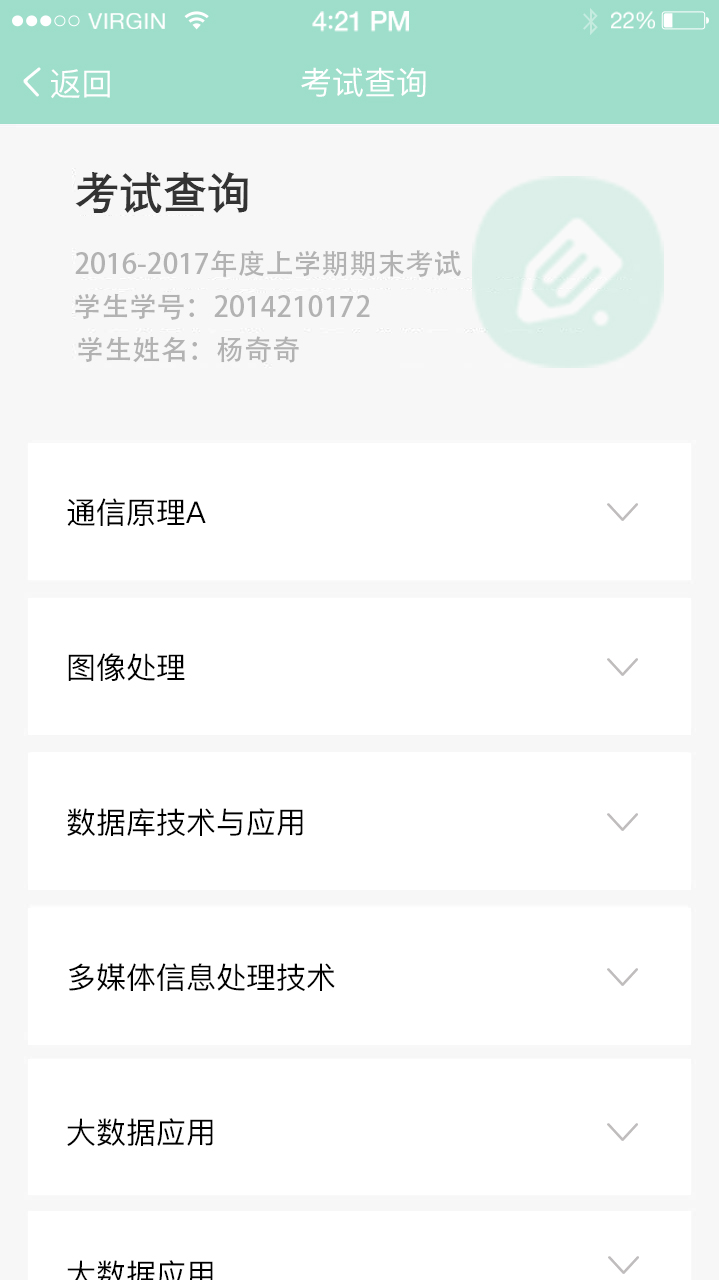 VIRGIN 4:21 PM 22%
返回 考试查询
考试查询
2016-2017年度上学期期末考试
学生学号：2014210172
学生姓名：杨奇奇
通信原理A
图像处理
数据库技术与应用
多媒体信息处理技术
大数据应用
大数据应用